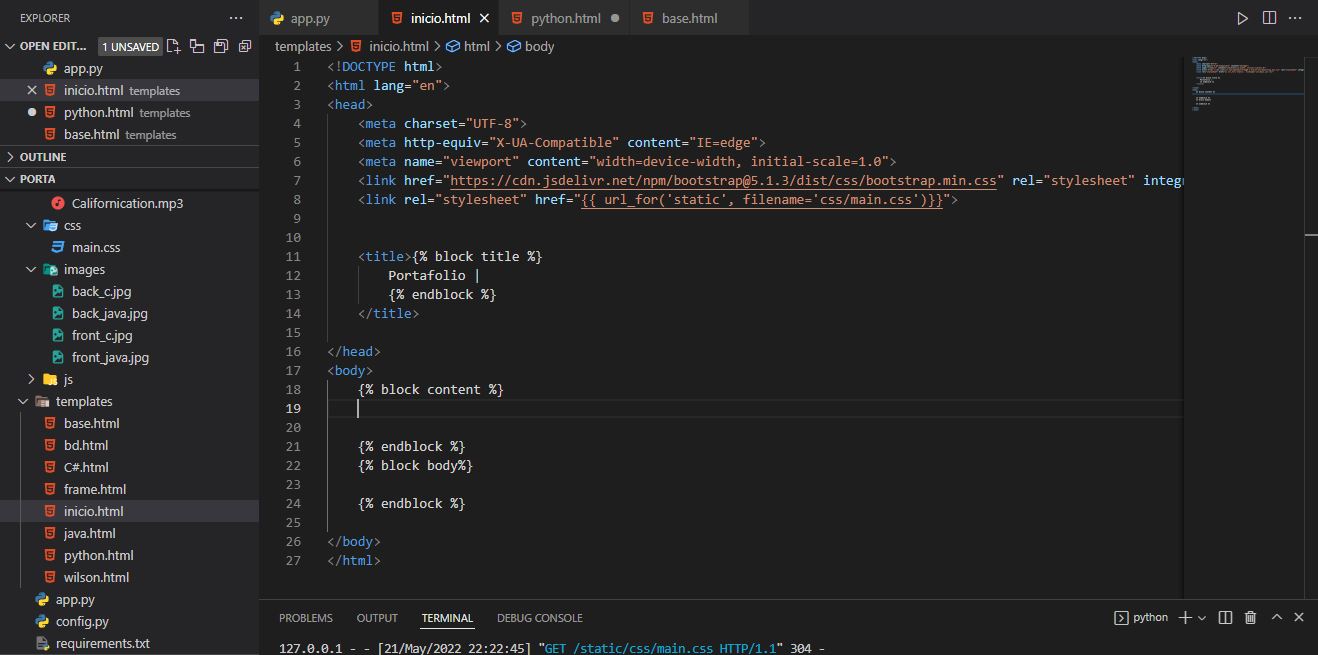 EXPLORER
OPEN EDIT... 1 UNSAVED
app.py
inicio.html templates
python.html templates
base.html templates
OUTLINE
PORTA
Californication.mp3
css
main.css
images
back_c.jpg
back_java.jpg
front_c.jpg
front_java.jpg
js
templates
base.html
bd.html
C#.html
frame.html
inicio.html
java.html
python.html
wilson.html
app.py
config.py
requirements.txt
app.py inicio.html python.html base.html
templates > inicio.html > html > body
1 <!DOCTYPE html>
2 <html lang="en">
3 <head>
4 <meta charset="UTF-8">
5 <meta http-equiv="X-UA-Compatible" content="IE=edge">
6 <meta name="viewport" content="width=device-width, initial-scale=1.0">
7 <link href="https://cdn.jsdelivr.net/npm/bootstrap@5.1.3/dist/css/bootstrap.min.css" rel="stylesheet" integr
8 <link rel="stylesheet" href="{{ url_for('static', filename='css/main.css')}}">
9
10
11 <title>{% block title %}
12 Portafolio |
13 {% endblock %}
14 </title>
15
16 </head>
17 <body>
18 {% block content %}
19
20
21 {% endblock %}
22 {% block body%}
23
24 {% endblock %}
25
26 </body>
27 </html>
PROBLEMS OUTPUT TERMINAL DEBUG CONSOLE python
127.0.0.1 - - [21/May/2022 22:22:45] "GET /static/css/main.css HTTP/1.1" 304 -